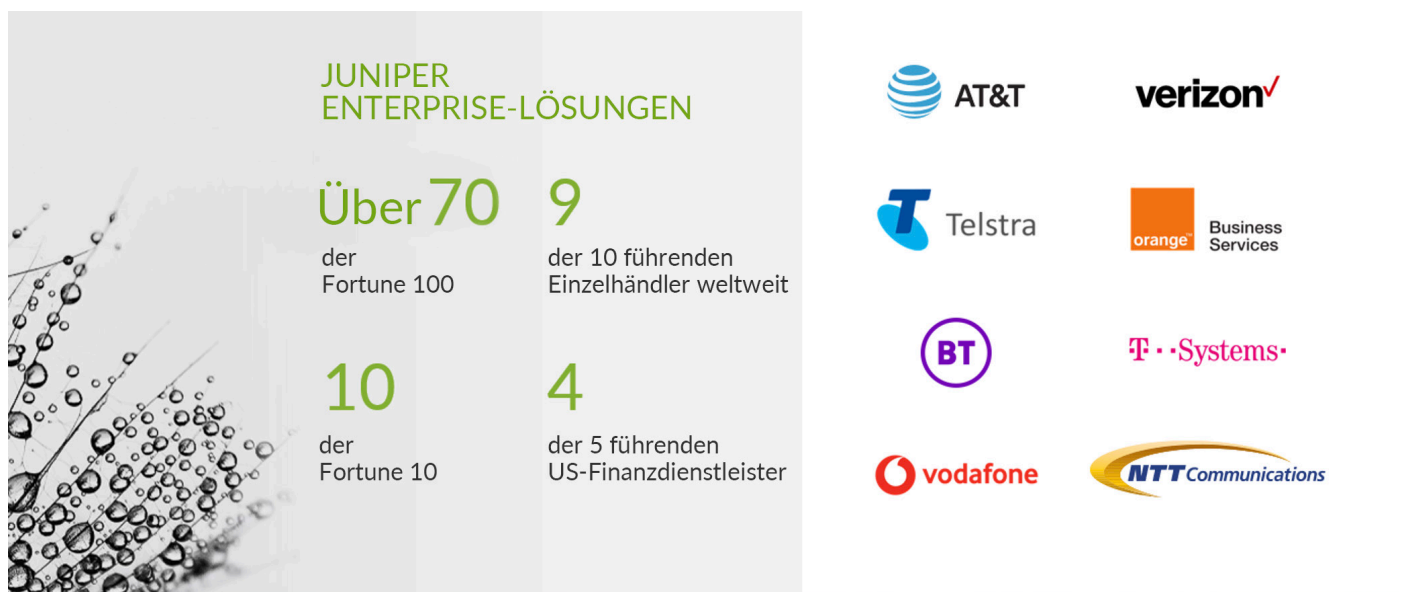 JUNIPER
ENTERPRISE-LÖSUNGEN
Über 70
der
Fortune 100
9
der 10 führenden
Einzelhändler weltweit
10
der
Fortune 10
4
der 5 führenden
US-Finanzdienstleister
AT&T
verizon✓
Telstra
orange™
Business
Services
BT
T··Systems·
vodafone
NTT Communications